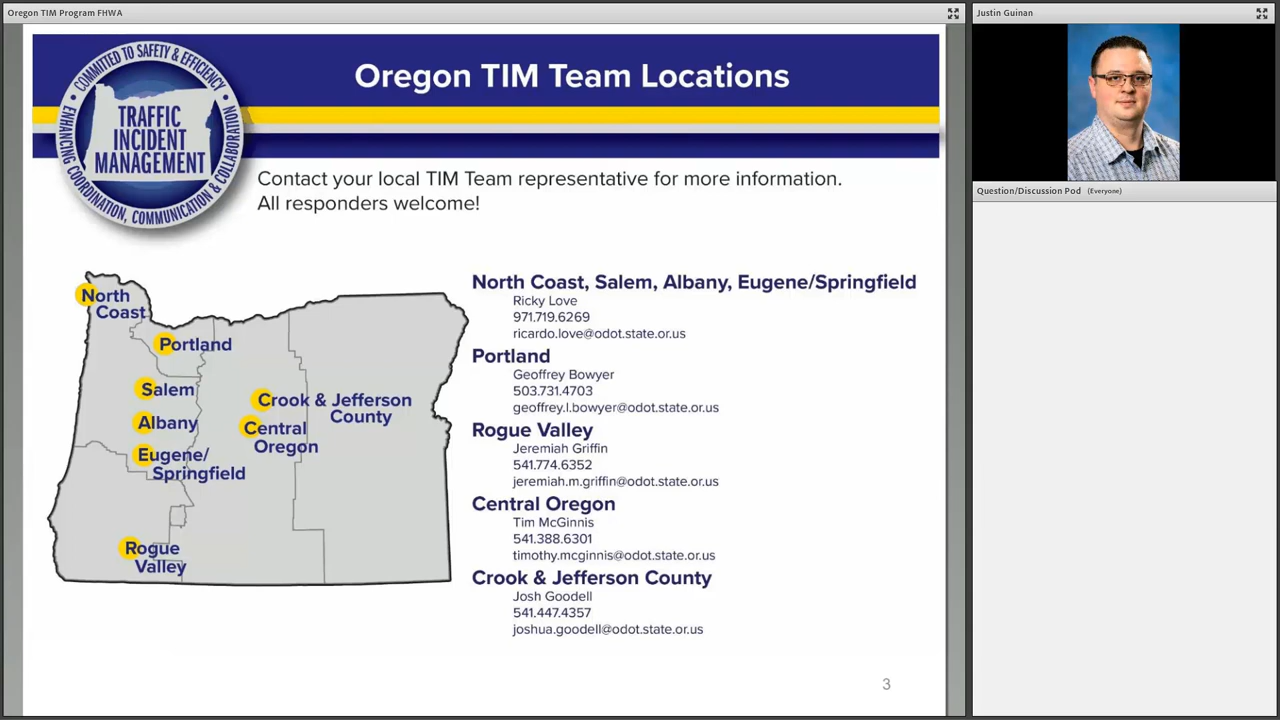 Oregon TIM Program FHWA
Justin Guinan
Question/Discussion Pod (Everyone)
Oregon TIM Team Locations
• COMMITTED TO SAFETY & EFFICIENCY •
ENHANCING COORDINATION, COMMUNICATION & COLLABORATION
TRAFFIC
INCIDENT
MANAGEMENT
Contact your local TIM Team representative for more information.
All responders welcome!
North
Coast
Portland
Salem
Albany
Eugene/
Springfield
Crook & Jefferson
County
Central
Oregon
Rogue
Valley
North Coast, Salem, Albany, Eugene/Springfield
Ricky Love
971.719.6269
ricardo.love@odot.state.or.us
Portland
Geoffrey Bowyer
503.731.4703
geoffrey.l.bowyer@odot.state.or.us
Rogue Valley
Jeremiah Griffin
541.774.6352
jeremiah.m.griffin@odot.state.or.us
Central Oregon
Tim McGinnis
541.388.6301
timothy.mcginnis@odot.state.or.us
Crook & Jefferson County
Josh Goodell
541.447.4357
joshua.goodell@odot.state.or.us
3